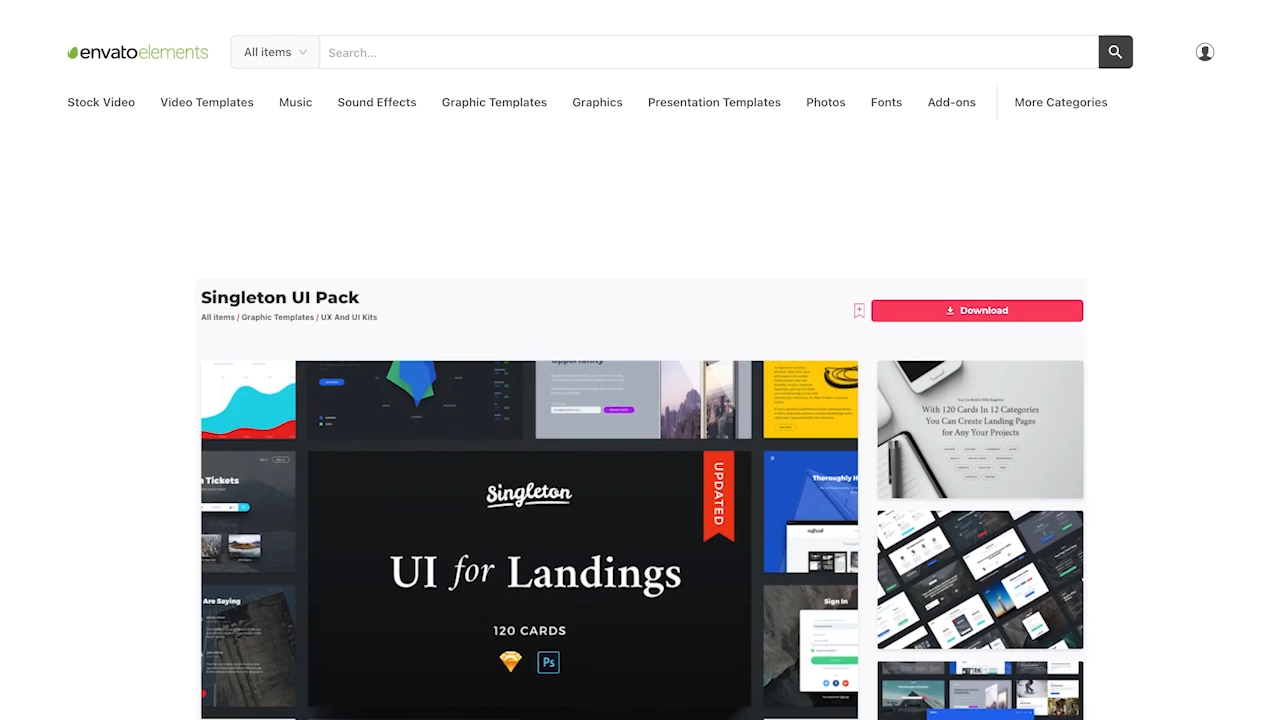 envatoelements
All items
Search...
Stock Video
Video Templates
Music
Sound Effects
Graphic Templates
Graphics
Presentation Templates
Photos
Fonts
Add-ons
More Categories
Singleton UI Pack
All items / Graphic Templates / UX And UI Kits
Download
UPDATED
Singleton
UI for Landings
120 CARDS
Ps
Tickets
Are Saying
Thoroughly H
Sign In
With 120 Cards In 12 Categories
You Can Create Landing Pages
for Any Your Projects